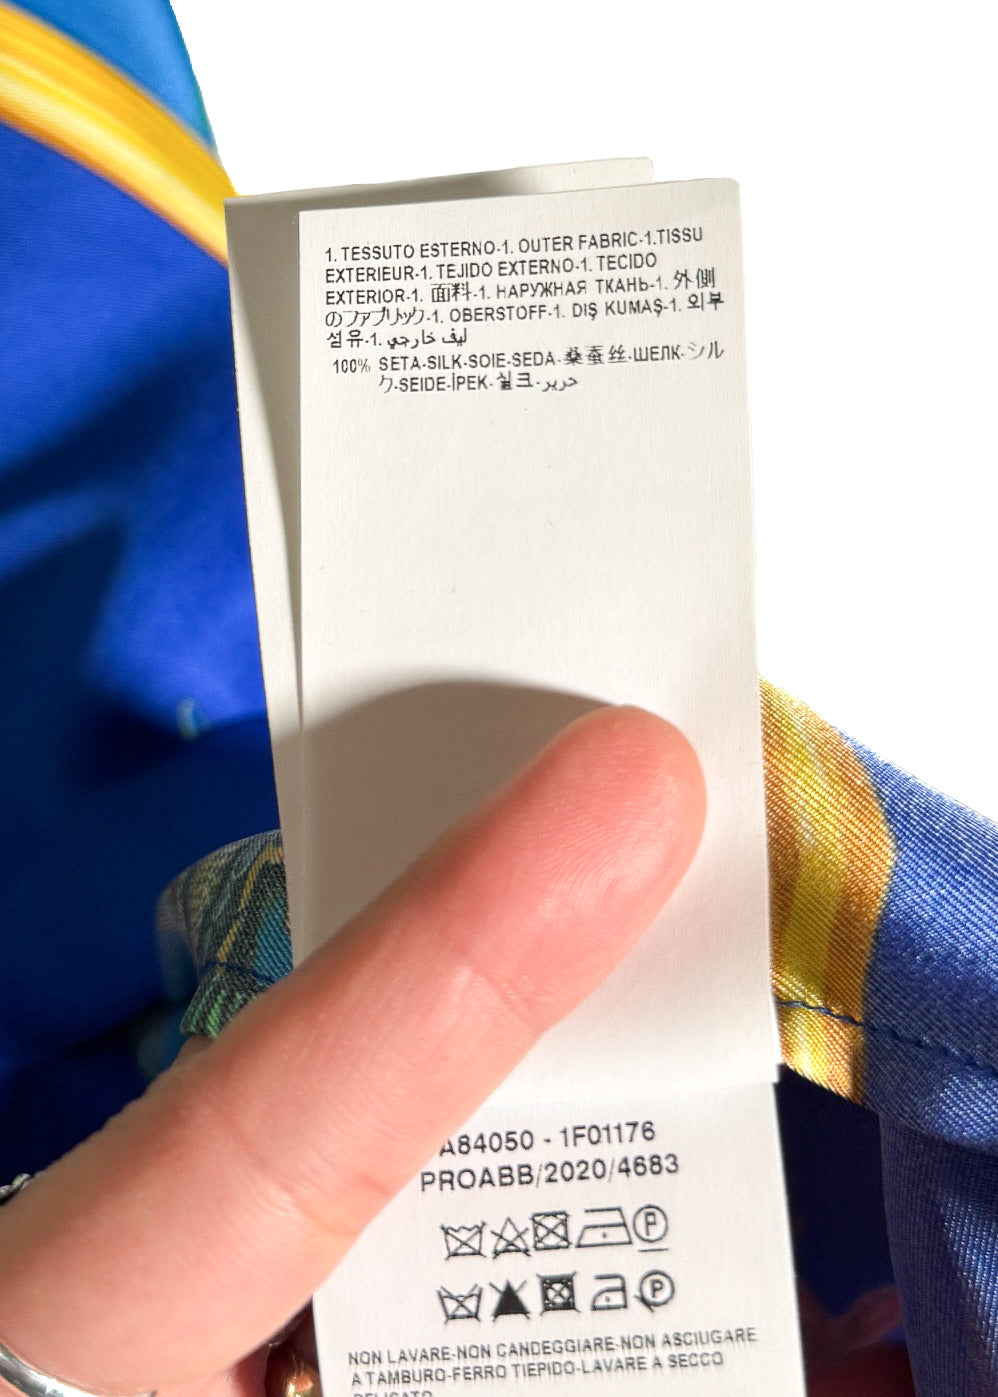 1. TESSUTO ESTERNO-1. OUTER FABRIC-1.TISSU
EXTERIEUR-1. TEJIDO EXTERNO-1. TECIDO
EXTERIOR-1. 面料-1. НАРУЖНАЯ ТКАНЬ-1. 外側
のファブリック-1. OBERSTOFF-1. DIŞ KUMAŞ-1. 외부
섬유-1. ليف خارجي
100% SETA-SILK-SOIE-SEDA-桑蚕丝-ШЕЛК-シル
ク-SEIDE-İPEK-실크-حرير
A84050 - 1F01176
PROABB/2020/4683
P
P
NON LAVARE-NON CANDEGGIARE-NON ASCIUGARE
A TAMBURO-FERRO TIEPIDO-LAVARE A SECCO
DELICATO